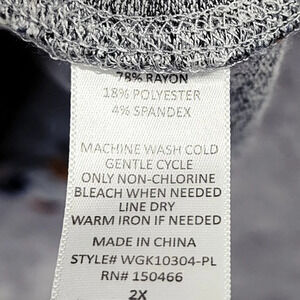 78% RAYON
18% POLYESTER
4% SPANDEX
MACHINE WASH COLD
GENTLE CYCLE
ONLY NON-CHLORINE
BLEACH WHEN NEEDED
LINE DRY
WARM IRON IF NEEDED
MADE IN CHINA
STYLE# WGK10304-PL
RN# 150466
2X